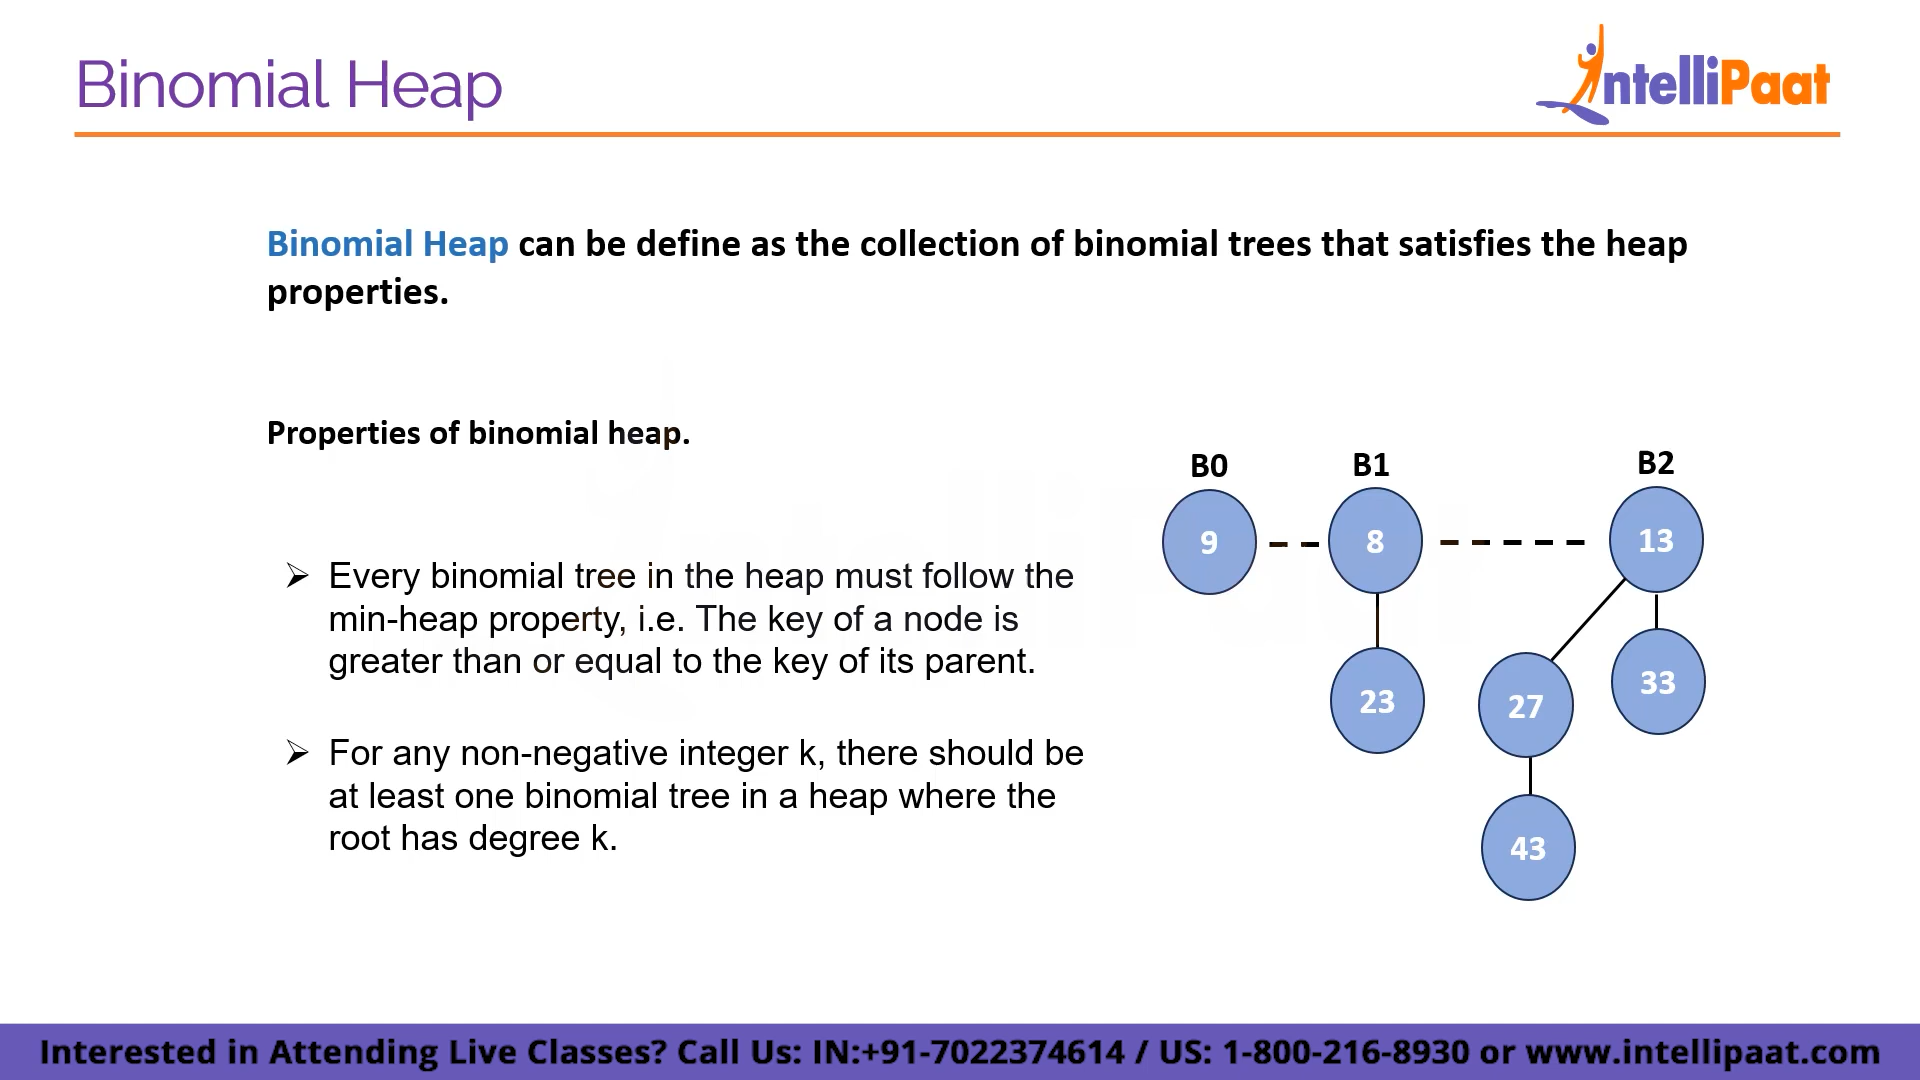 Binomial Heap
IntelliPaat
Binomial Heap can be define as the collection of binomial trees that satisfies the heap
properties.
Properties of binomial heap.
➢ Every binomial tree in the heap must follow the
min-heap property, i.e. The key of a node is
greater than or equal to the key of its parent.
➢ For any non-negative integer k, there should be
at least one binomial tree in a heap where the
root has degree k.
B0 B1 B2
9 8 13
23 27 33
43
Interested in Attending Live Classes? Call Us: IN:+91-7022374614 / US: 1-800-216-8930 or www.intellipaat.com